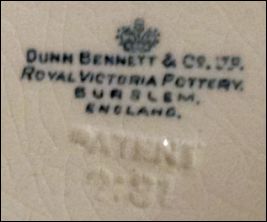 DUNN BENNETT & CO. LTD.
ROYAL VICTORIA POTTERY.
BURSLEM,
ENGLAND.
PATENT